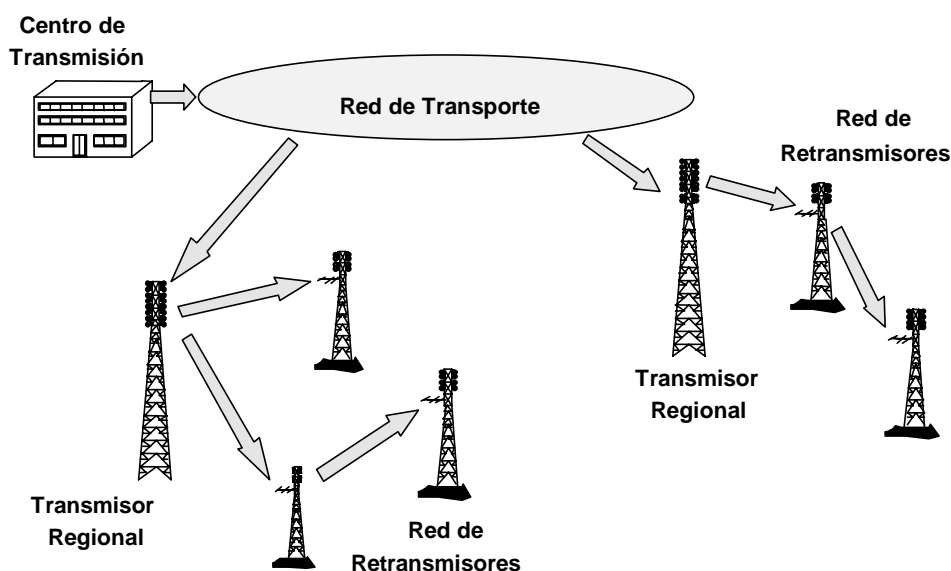 Centro de
Transmisión
Red de Transporte
Red de
Retransmisores
Transmisor
Regional
Transmisor
Regional
Red de
Retransmisores